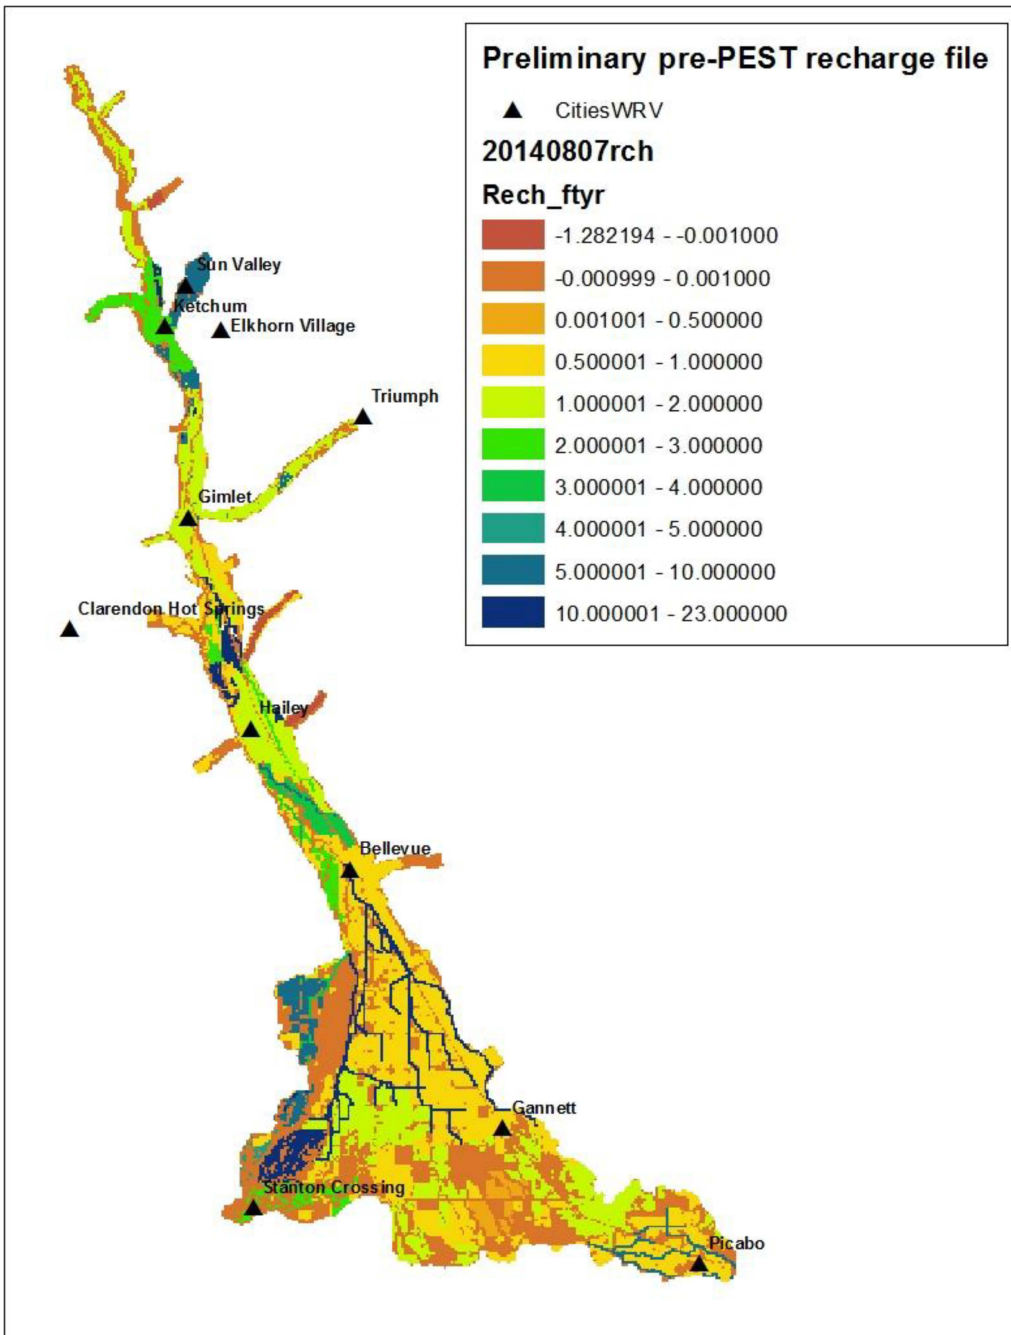 Preliminary pre-PEST recharge file
CitiesWRV
20140807rch
Rech_ftyr
-1.282194 - -0.001000
-0.000999 - 0.001000
0.001001 - 0.500000
0.500001 - 1.000000
1.000001 - 2.000000
2.000001 - 3.000000
3.000001 - 4.000000
4.000001 - 5.000000
5.000001 - 10.000000
10.000001 - 23.000000
Sun Valley
Ketchum
Elkhorn Village
Triumph
Gimlet
Clarendon Hot Springs
Hailey
Bellevue
Gannett
Stanton Crossing
Picabo